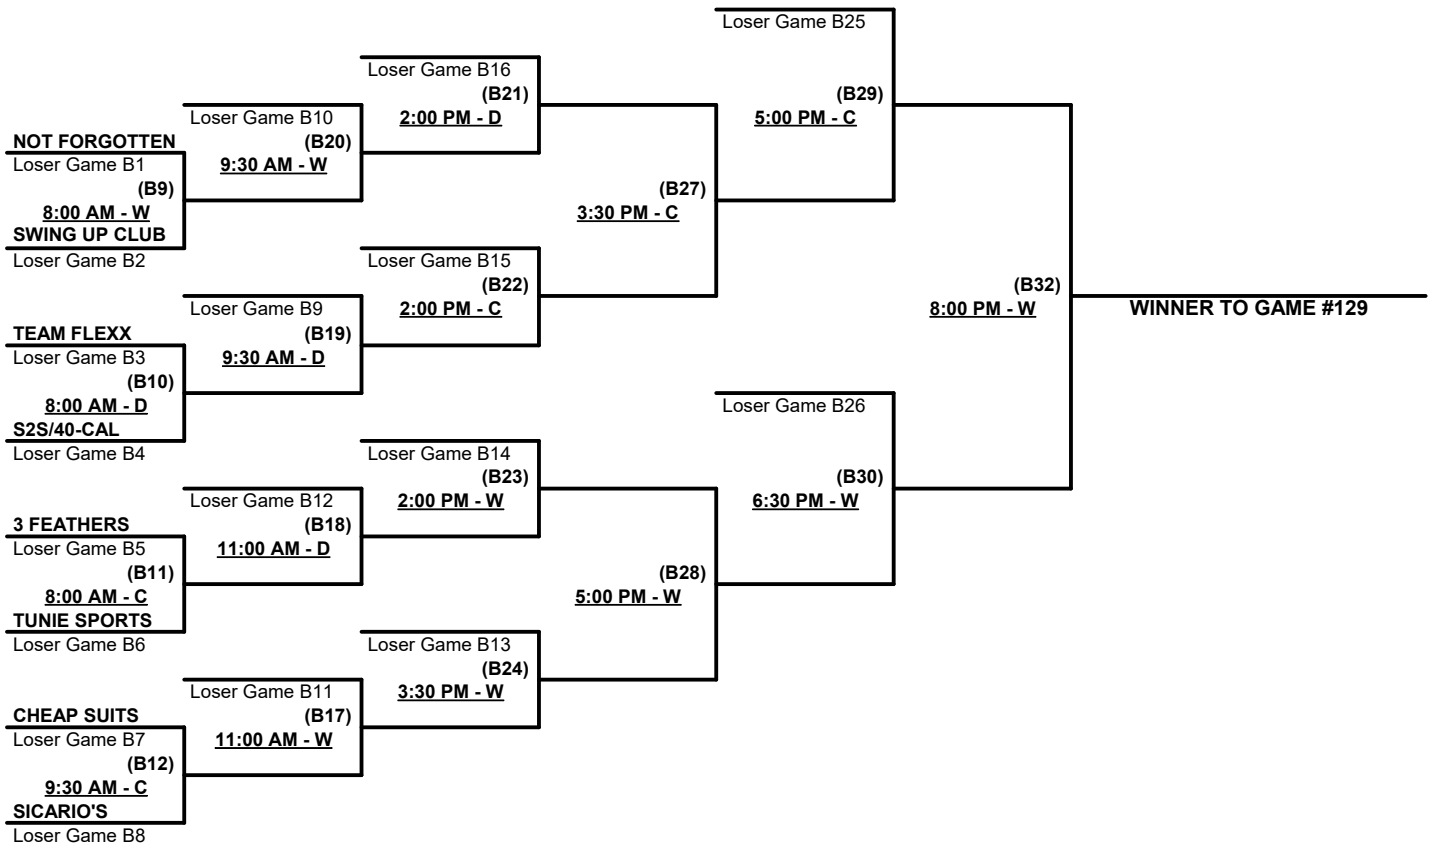 Loser Game B25
Loser Game B16
(B21)
(B29)
Loser Game B10
2:00 PM - D
5:00 PM - C
NOT FORGOTTEN
(B20)
Loser Game B1
9:30 AM - W
(B9)
(B27)
8:00 AM - W
3:30 PM - C
SWING UP CLUB
Loser Game B2
Loser Game B15
(B22)
(B32)
Loser Game B9
2:00 PM - C
8:00 PM - W
WINNER TO GAME #129
TEAM FLEXX
(B19)
Loser Game B3
9:30 AM - D
(B10)
8:00 AM - D
Loser Game B26
S2S/40-CAL
Loser Game B4
Loser Game B14
(B23)
(B30)
Loser Game B12
2:00 PM - W
6:30 PM - W
3 FEATHERS
(B18)
Loser Game B5
11:00 AM - D
(B11)
(B28)
8:00 AM - C
5:00 PM - W
TUNIE SPORTS
Loser Game B6
Loser Game B13
(B24)
Loser Game B11
3:30 PM - W
CHEAP SUITS
(B17)
Loser Game B7
11:00 AM - W
(B12)
9:30 AM - C
SICARIO'S
Loser Game B8